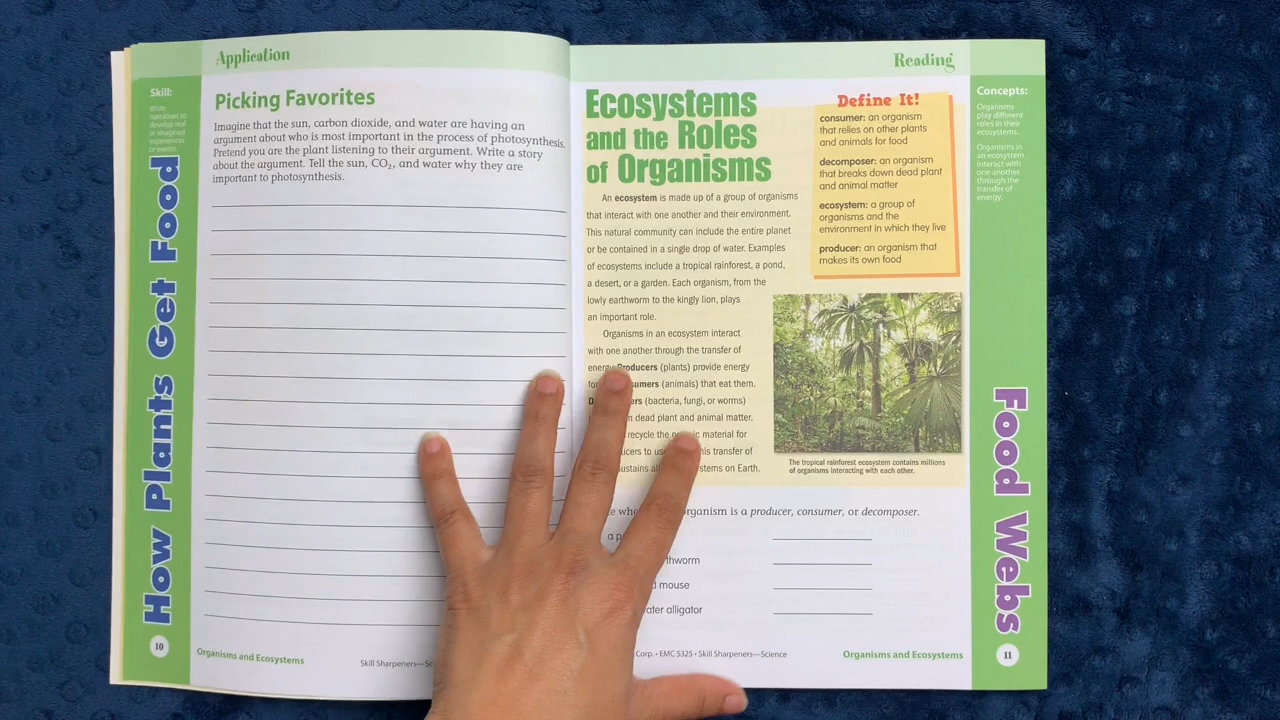 Application
Skill:
Write
narratives to
develop real
or imagined
experiences
or events.
How Plants Get Food
Picking Favorites
Imagine that the sun, carbon dioxide, and water are having an
argument about who is most important in the process of photosynthesis.
Pretend you are the plant listening to their argument. Write a story
about the argument. Tell the sun, CO₂, and water why they are
important to photosynthesis.
10
Organisms and Ecosystems
Skill Sharpeners—
Reading
Ecosystems
and the Roles
of Organisms
An ecosystem is made up of a group of organisms
that interact with one another and their environment.
This natural community can include the entire planet
or be contained in a single drop of water. Examples
of ecosystems include a tropical rainforest, a pond,
a desert, or a garden. Each organism, from the
lowly earthworm to the kingly lion, plays
an important role.
Organisms in an ecosystem interact
with one another through the transfer of
energy. Producers (plants) provide energy
(animals) that eat them.
(bacteria, fungi, or worms)
dead plant and animal matter.
recycle the material for
to transfer of
on Earth.
Define It!
consumer: an organism
that relies on other plants
and animals for food
decomposer: an organism
that breaks down dead plant
and animal matter
ecosystem: a group of
organisms and the
environment in which they live
producer: an organism that
makes its own food
The tropical rainforest ecosystem contains millions
of organisms interacting with each other.
is a producer, consumer, or decomposer.
a
mouse
alligator
Corp. • EMC 5325 • Skill Sharpeners—Science
Organisms and Ecosystems
Concepts:
Organisms
play different
roles in their
ecosystems.
Organisms in
an ecosystem
interact with
one another
through the
transfer of
energy.
Food Webs
11